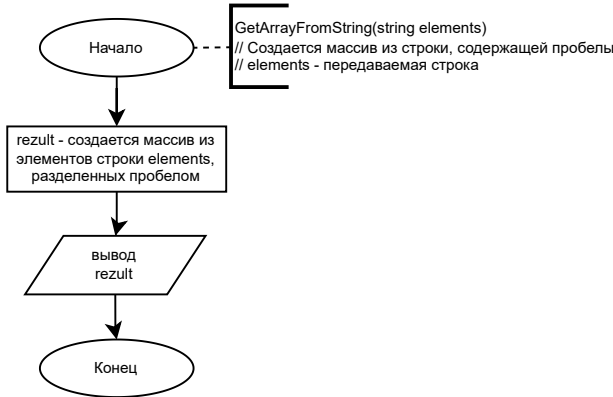 Начало
GetArrayFromString(string elements)
// Создается массив из строки, содержащей пробелы
// elements - передаваемая строка
rezult - создается массив из
элементов строки elements,
разделенных пробелом
вывод
rezult
Конец